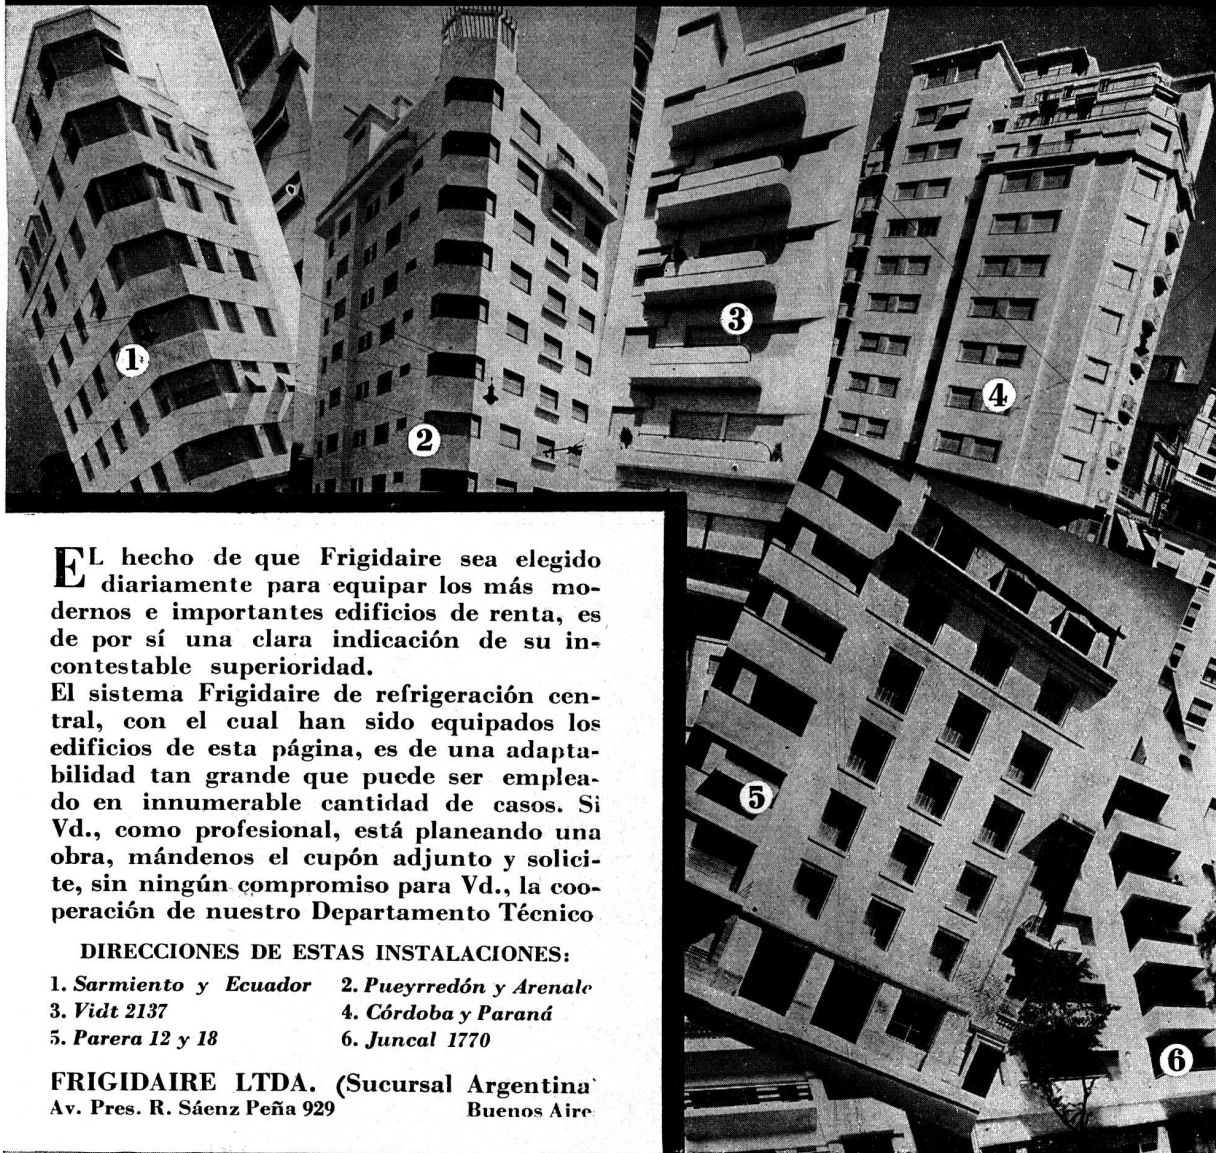 1
2
3
4
5
6
EL hecho de que Frigidaire sea elegido
diariamente para equipar los más mo-
dernos e importantes edificios de renta, es
de por sí una clara indicación de su in-
contestable superioridad.
El sistema Frigidaire de refrigeración cen-
tral, con el cual han sido equipados los
edificios de esta página, es de una adapta-
bilidad tan grande que puede ser emplea-
do en innumerable cantidad de casos. Si
Vd., como profesional, está planeando una
obra, mándenos el cupón adjunto y solici-
te, sin ningún compromiso para Vd., la coo-
peración de nuestro Departamento Técnico
DIRECCIONES DE ESTAS INSTALACIONES:
1. Sarmiento y Ecuador 2. Pueyrredón y Arenale
3. Vidt 2137 4. Córdoba y Paraná
5. Parera 12 y 18 6. Juncal 1770
FRIGIDAIRE LTDA. (Sucursal Argentina
Av. Pres. R. Sáenz Peña 929 Buenos Aire